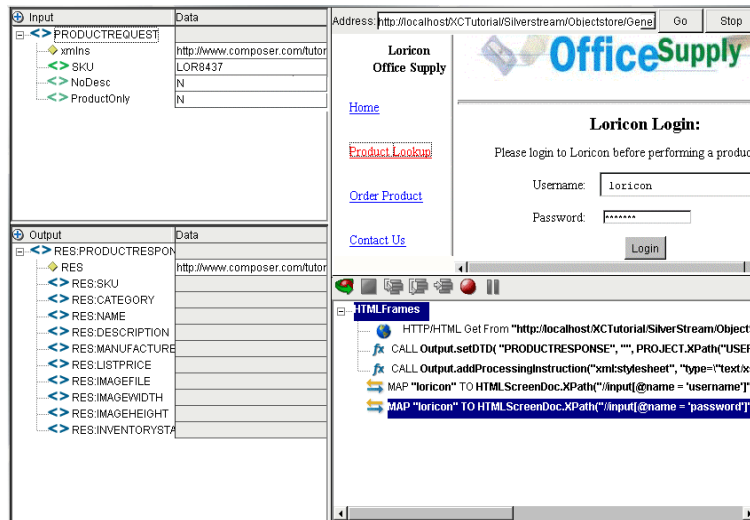 Input Data
PRODUCTREQUEST
xmlns http://www.composer.com/tutor
SKU LOR8437
NoDesc N
ProductOnly N
Output Data
RES:PRODUCTRESPON
RES http://www.composer.com/tutor
RES:SKU
RES:CATEGORY
RES:NAME
RES:DESCRIPTION
RES:MANUFACTURE
RES:LISTPRICE
RES:IMAGEFILE
RES:IMAGEWIDTH
RES:IMAGEHEIGHT
RES:INVENTORYSTA
Address: http://localhost/XCTutorial/Silverstream/Objectstore/Gene Go Stop
Loricon
Office Supply
Home
Product Lookup
Order Product
Contact Us
OfficeSupply
Loricon Login:
Please login to Loricon before performing a produc
Username: loricon
Password: *******
Login
HTMLFrames
HTTP/HTML Get From "http://localhost/XCTutorial/SilverStream/Object
CALL Output.setDTD( "PRODUCTRESPONSE", "", PROJECT.XPath("USER
CALL Output.addProcessingInstruction("xml:stylesheet", "type=\"text/xs
MAP "loricon" TO HTMLScreenDoc.XPath("//input[@name = 'username']"
MAP "loricon" TO HTMLScreenDoc.XPath("//input[@name = 'password']"